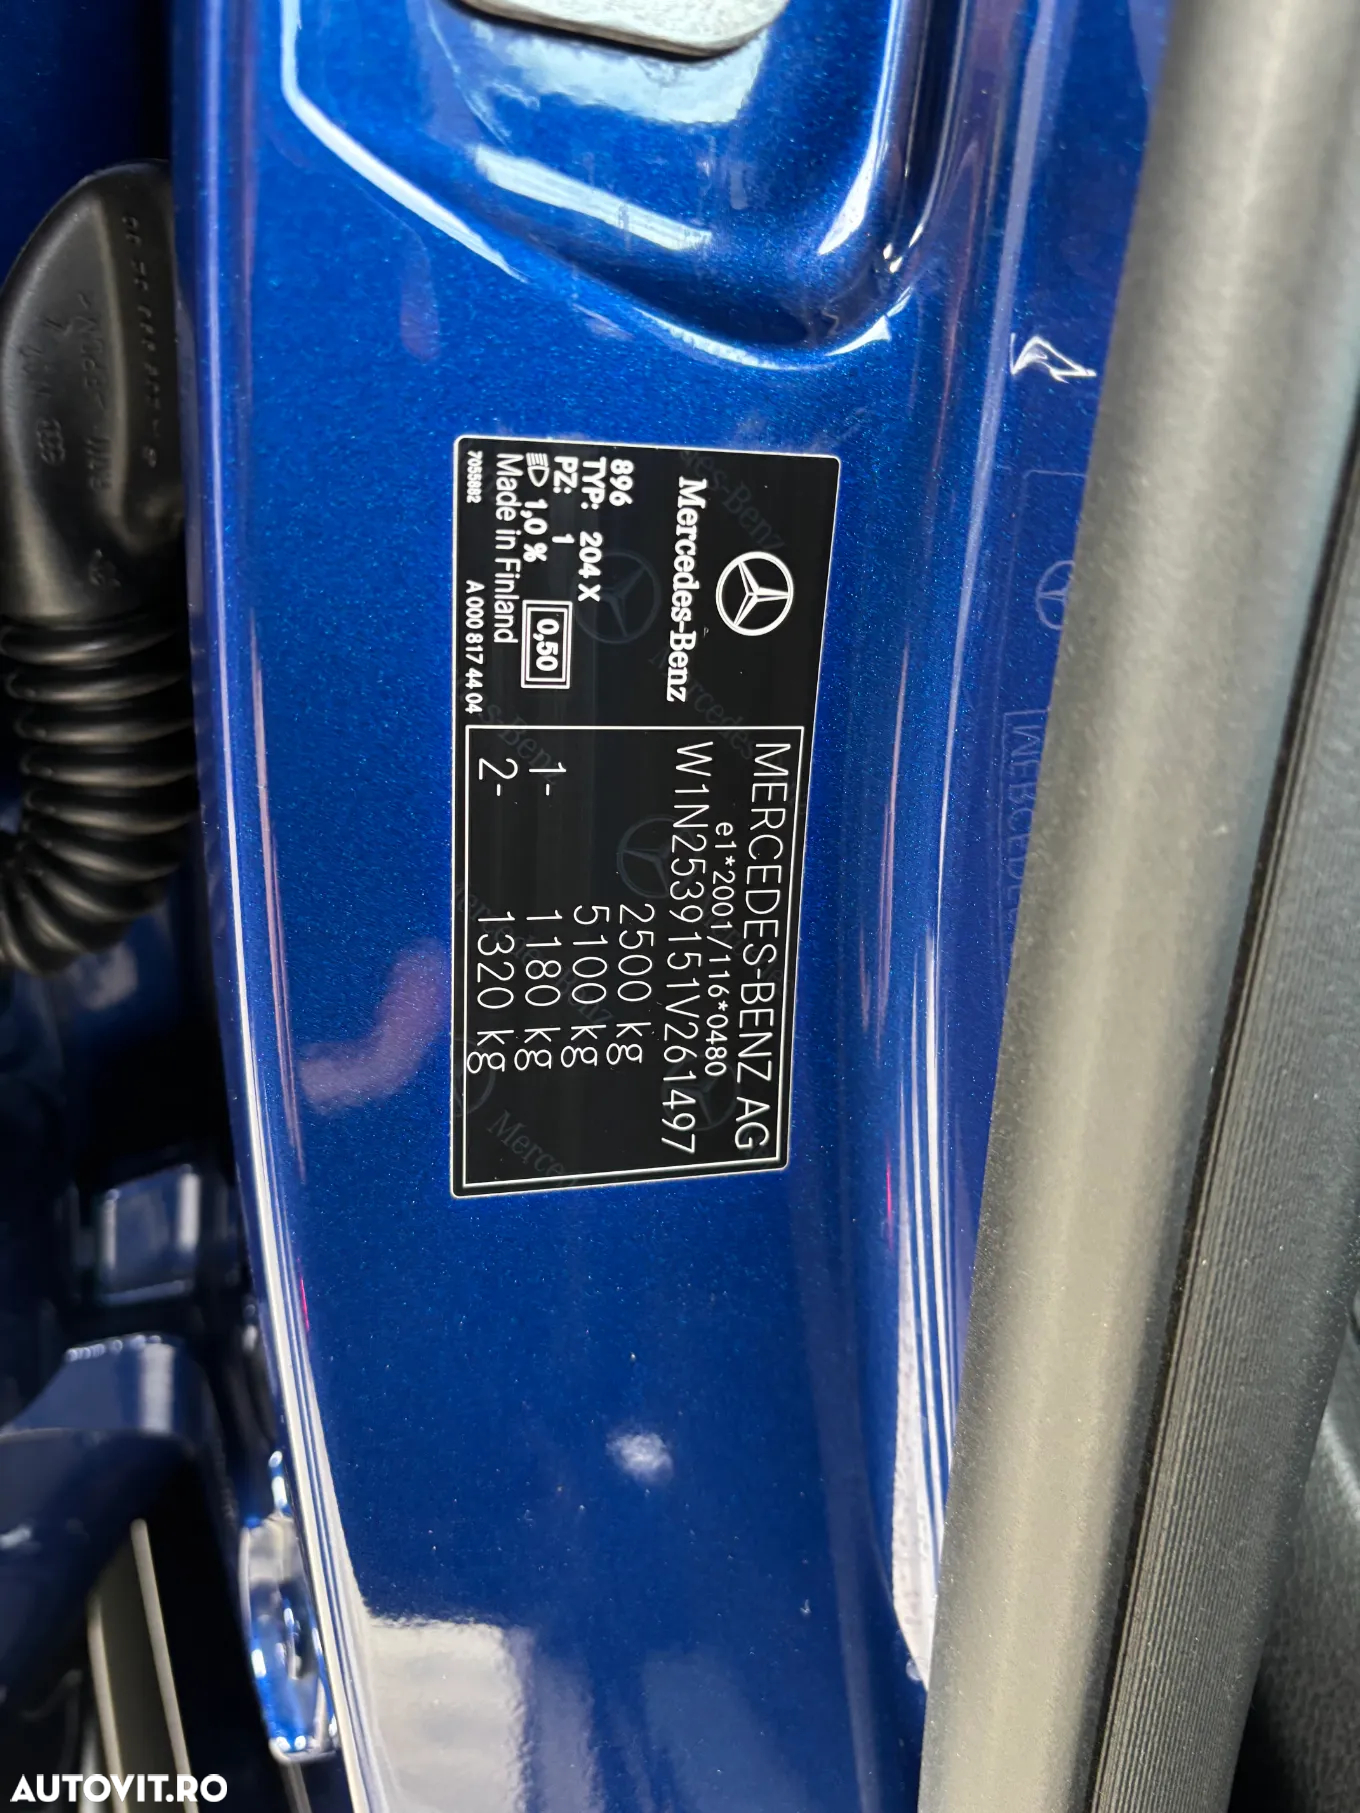 Mercedes-Benz
896
TYP: 204 X
PZ: 1
1,0 %
0,50
Made in Finland
7055882
A 000 817 44 04
MERCEDES-BENZ AG
e1*2001/116*0480
W1N2539151V261497
2500 kg
5100 kg
1- 1180 kg
2- 1320 kg
AUTOVIT.RO